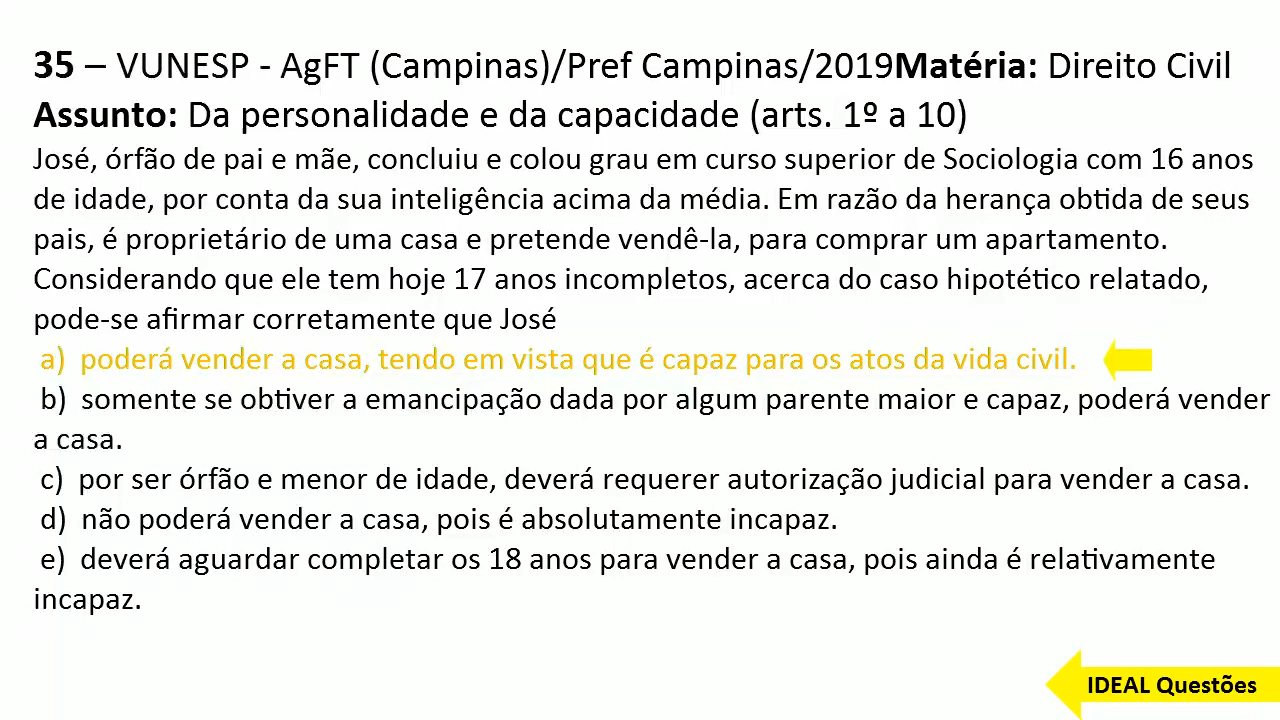 35 – VUNESP - AgFT (Campinas)/Pref Campinas/2019Matéria: Direito Civil
Assunto: Da personalidade e da capacidade (arts. 1º a 10)
José, órfão de pai e mãe, concluiu e colou grau em curso superior de Sociologia com 16 anos
de idade, por conta da sua inteligência acima da média. Em razão da herança obtida de seus
pais, é proprietário de uma casa e pretende vendê-la, para comprar um apartamento.
Considerando que ele tem hoje 17 anos incompletos, acerca do caso hipotético relatado,
pode-se afirmar corretamente que José
a) poderá vender a casa, tendo em vista que é capaz para os atos da vida civil.
b) somente se obtiver a emancipação dada por algum parente maior e capaz, poderá vender
a casa.
c) por ser órfão e menor de idade, deverá requerer autorização judicial para vender a casa.
d) não poderá vender a casa, pois é absolutamente incapaz.
e) deverá aguardar completar os 18 anos para vender a casa, pois ainda é relativamente
incapaz.
IDEAL Questões